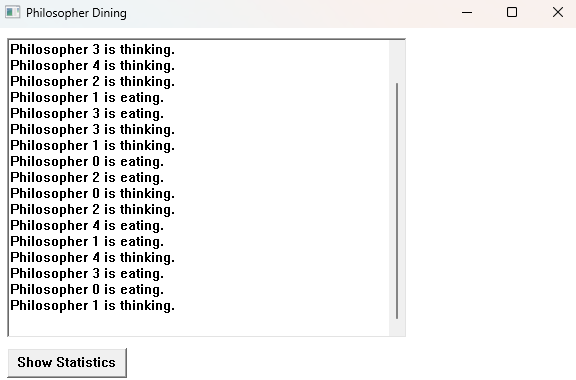 Philosopher Dining
Philosopher 3 is thinking.
Philosopher 4 is thinking.
Philosopher 2 is thinking.
Philosopher 1 is eating.
Philosopher 3 is eating.
Philosopher 3 is thinking.
Philosopher 1 is thinking.
Philosopher 0 is eating.
Philosopher 2 is eating.
Philosopher 0 is thinking.
Philosopher 2 is thinking.
Philosopher 4 is eating.
Philosopher 1 is eating.
Philosopher 4 is thinking.
Philosopher 3 is eating.
Philosopher 0 is eating.
Philosopher 1 is thinking.
Show Statistics